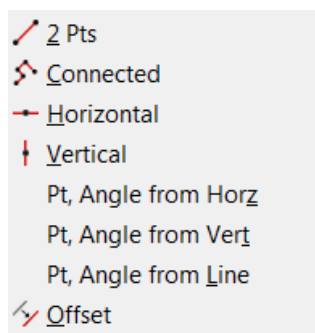 2 Pts
Connected
Horizontal
Vertical
Pt, Angle from Horz
Pt, Angle from Vert
Pt, Angle from Line
Offset